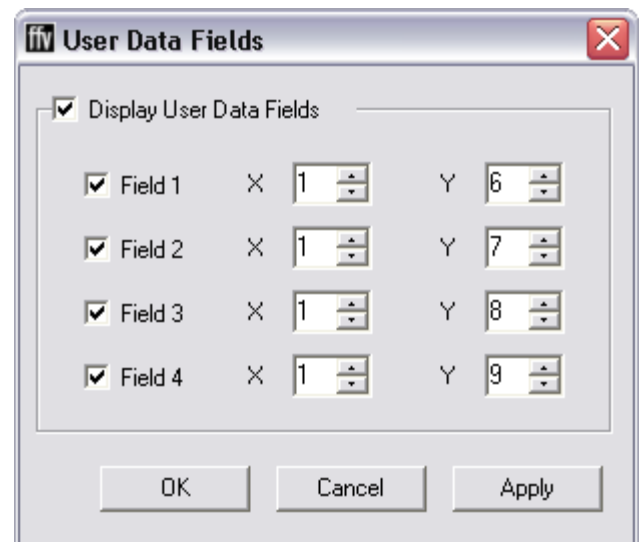 ffv User Data Fields
Display User Data Fields
Field 1 X 1 Y 6
Field 2 X 1 Y 7
Field 3 X 1 Y 8
Field 4 X 1 Y 9
OK Cancel Apply